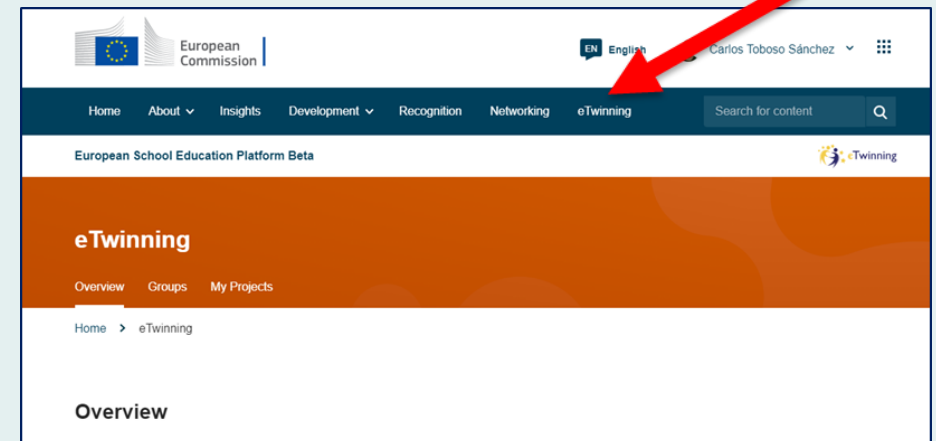 European
Commission
EN English
Carlos Toboso Sánchez
Home About Insights Development Recognition Networking eTwinning Search for content
European School Education Platform Beta
eTwinning
eTwinning
Overview Groups My Projects
Home > eTwinning
Overview